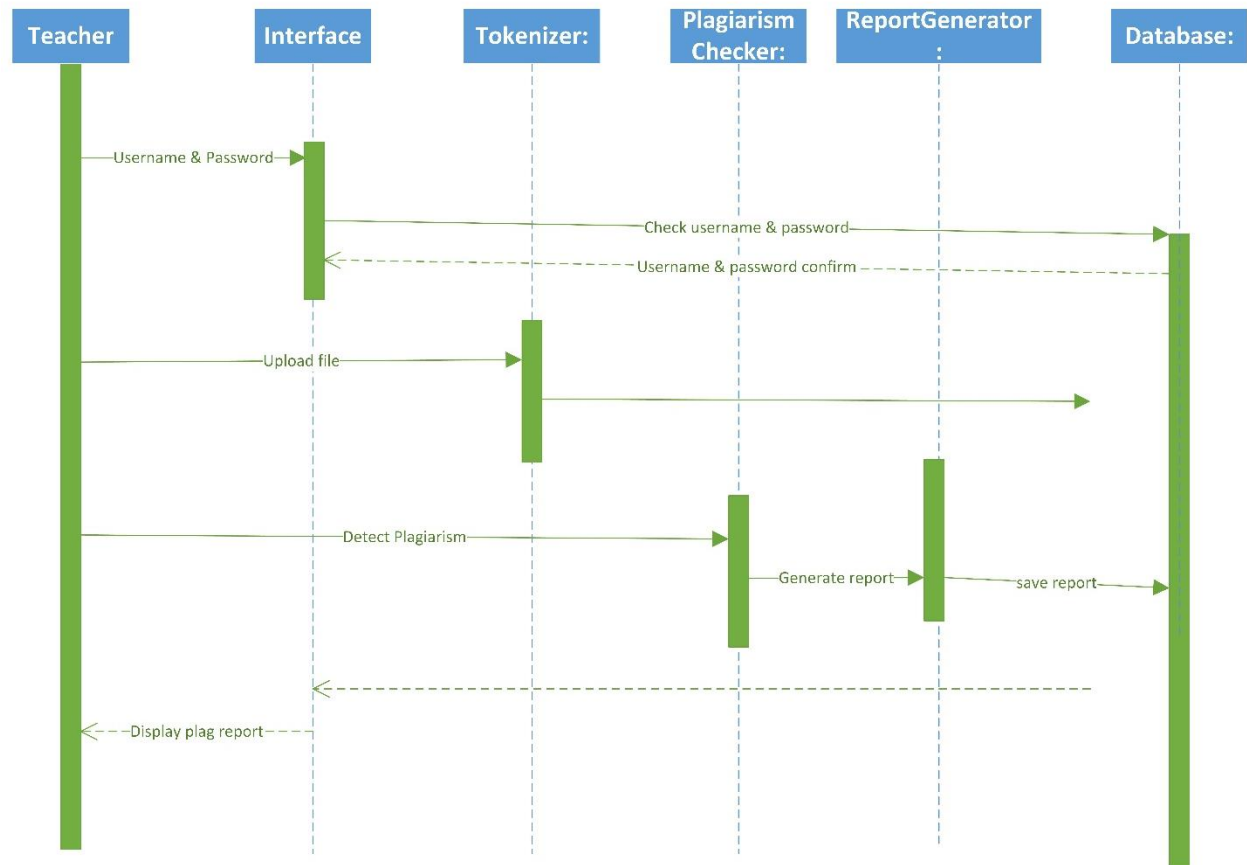 Teacher
Interface
Tokenizer:
Plagiarism
Checker:
ReportGenerator
:
Database:
Username & Password
Check username & password
Username & password confirm
Upload file
Detect Plagiarism
Generate report
save report
Display plag report